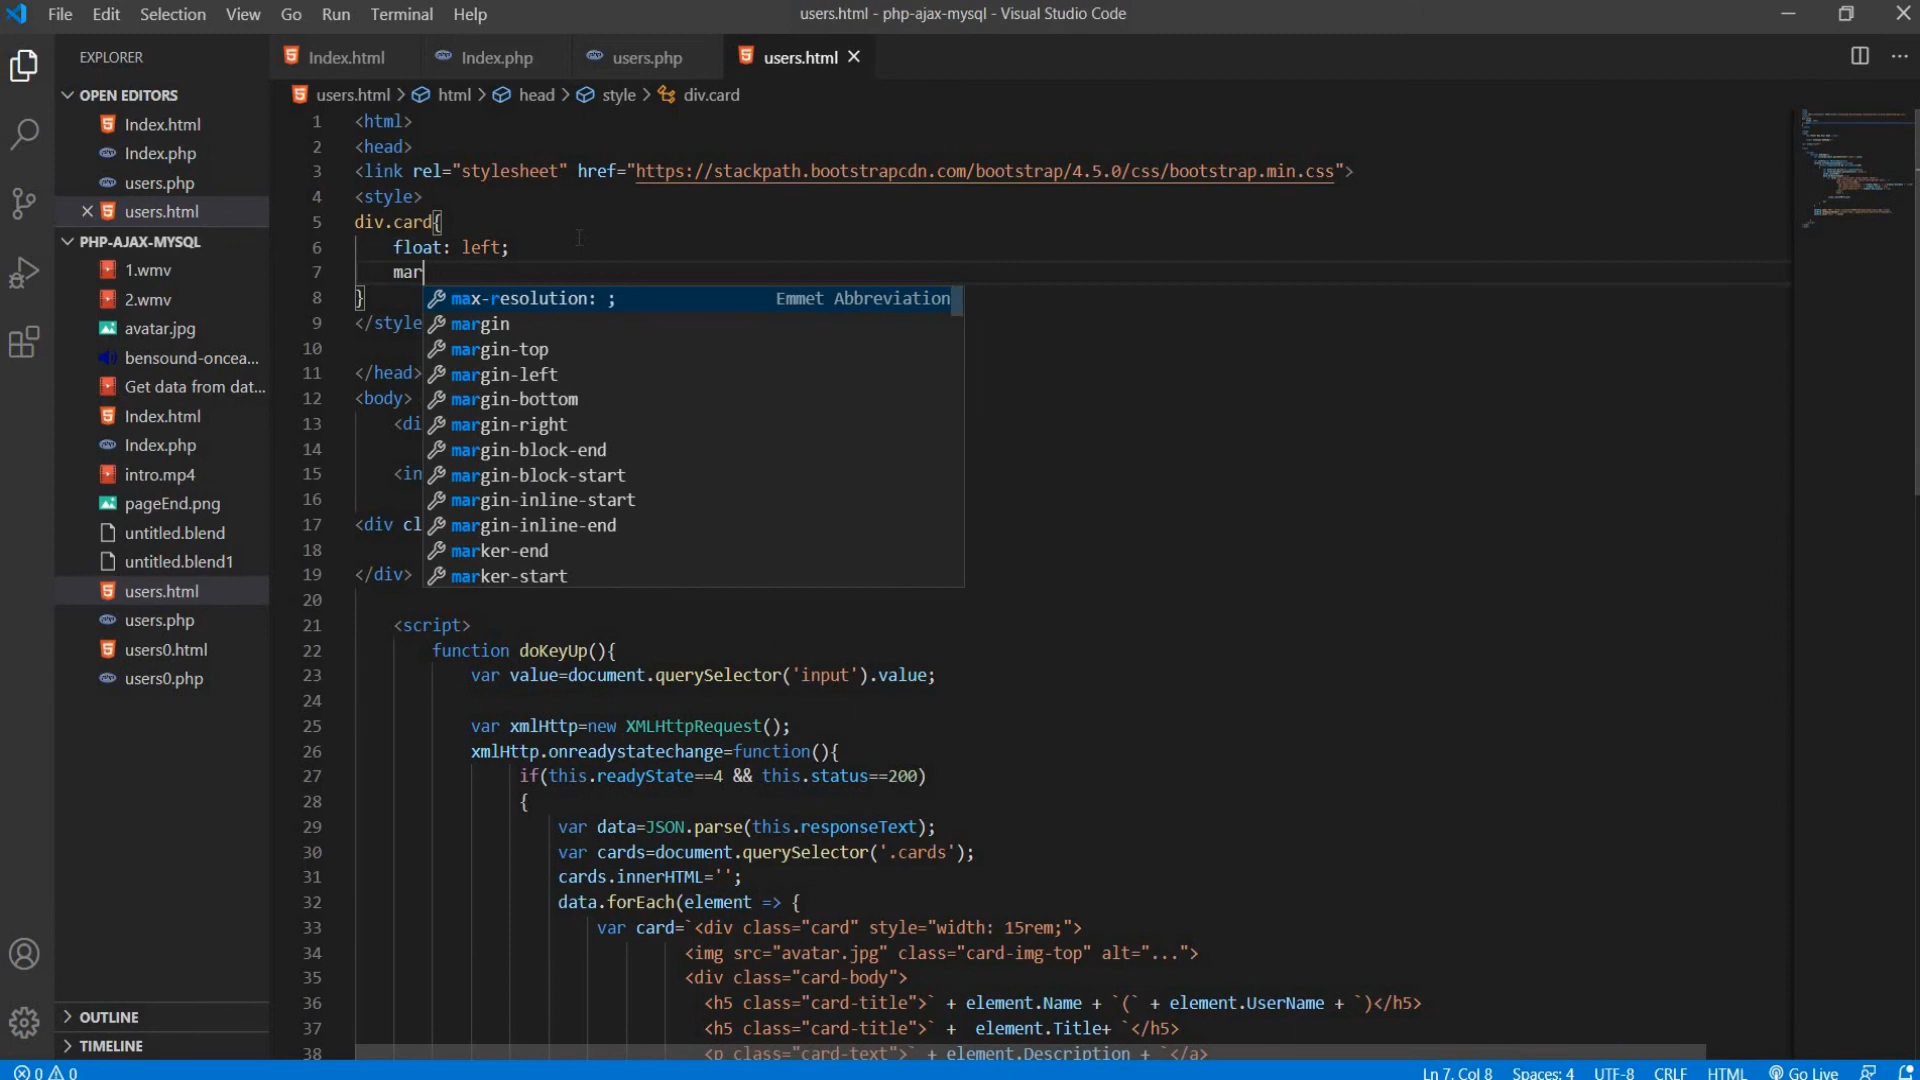 File Edit Selection View Go Run Terminal Help
users.html - php-ajax-mysql - Visual Studio Code
EXPLORER
OPEN EDITORS
Index.html
Index.php
users.php
users.html
PHP-AJAX-MYSQL
1.wmv
2.wmv
avatar.jpg
bensound-oncea...
Get data from dat...
Index.html
Index.php
intro.mp4
pageEnd.png
untitled.blend
untitled.blend1
users.html
users.php
users0.html
users0.php
OUTLINE
TIMELINE
Index.html Index.php users.php users.html
users.html > html > head > style > div.card
1 <html>
2 <head>
3 <link rel="stylesheet" href="https://stackpath.bootstrapcdn.com/bootstrap/4.5.0/css/bootstrap.min.css">
4 <style>
5 div.card{
6 float: left;
7 mar
8 }
9 </style
10
11 </head>
12 <body>
13 <di
14
15 <in
16
17 <div cl
18
19 </div>
max-resolution: ; Emmet Abbreviation
margin
margin-top
margin-left
margin-bottom
margin-right
margin-block-end
margin-block-start
margin-inline-start
margin-inline-end
marker-end
marker-start
20
21 <script>
22 function doKeyUp(){
23 var value=document.querySelector('input').value;
24
25 var xmlHttp=new XMLHttpRequest();
26 xmlHttp.onreadystatechange=function(){
27 if(this.readyState==4 && this.status==200)
28 {
29 var data=JSON.parse(this.responseText);
30 var cards=document.querySelector('.cards');
31 cards.innerHTML='';
32 data.forEach(element => {
33 var card=`<div class="card" style="width: 15rem;">
34 <img src="avatar.jpg" class="card-img-top" alt="...">
35 <div class="card-body">
36 <h5 class="card-title">` + element.Name + `(` + element.UserName + `)</h5>
37 <h5 class="card-title">` + element.Title+ `</h5>
38 <p class="card-text">` + element.Description + `</a>
0 0 Ln 7, Col 8 Spaces: 4 UTF-8 CRLF HTML Go Live